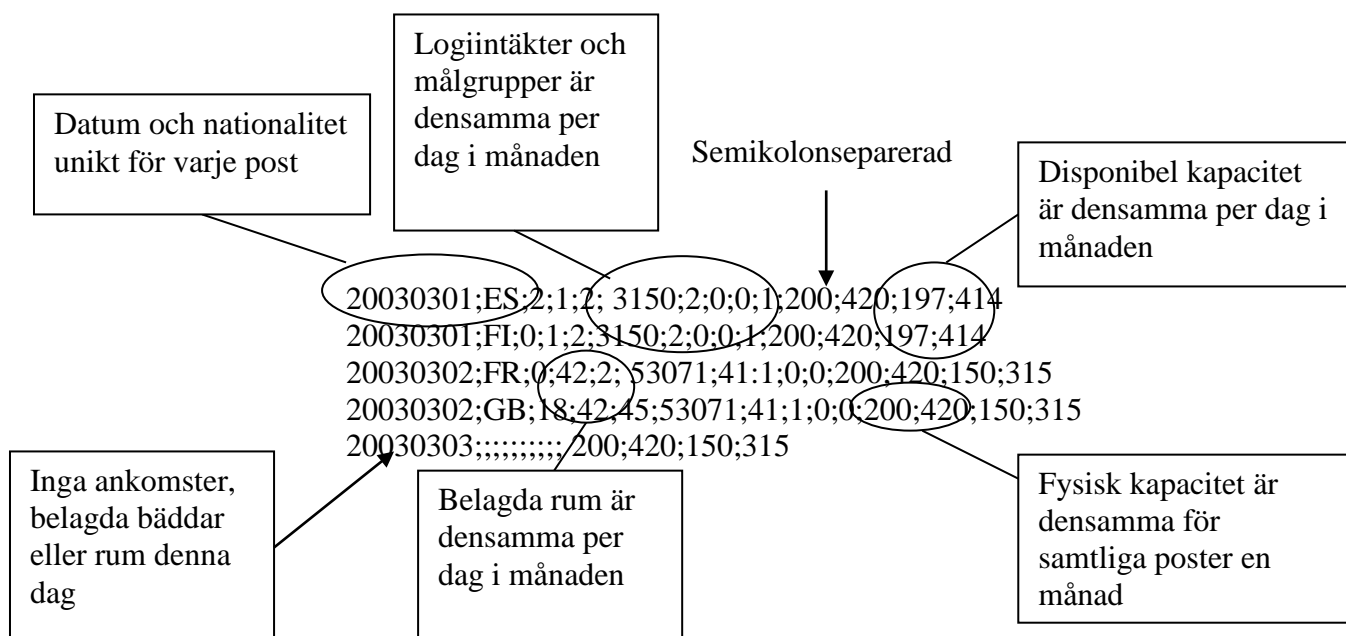 Logiintäkter och
målgrupper är
densamma per
dag i månaden
Datum och nationalitet
unikt för varje post
Semikolonseparerad
Disponibel kapacitet
är densamma per dag i
månaden
20030301;ES;2;1;2; 3150;2;0;0;1;200;420;197;414
20030301;FI;0;1;2;3150;2;0;0;1;200;420;197;414
20030302;FR;0;42;2; 53071;41:1;0;0;200;420;150;315
20030302;GB;18;42;45;53071;41;1;0;0;200;420;150;315
20030303;;;;;;;;;; 200;420;150;315
Inga ankomster,
belagda bäddar
eller rum denna
dag
Belagda rum är
densamma per
dag i månaden
Fysisk kapacitet är
densamma för
samtliga poster en
månad